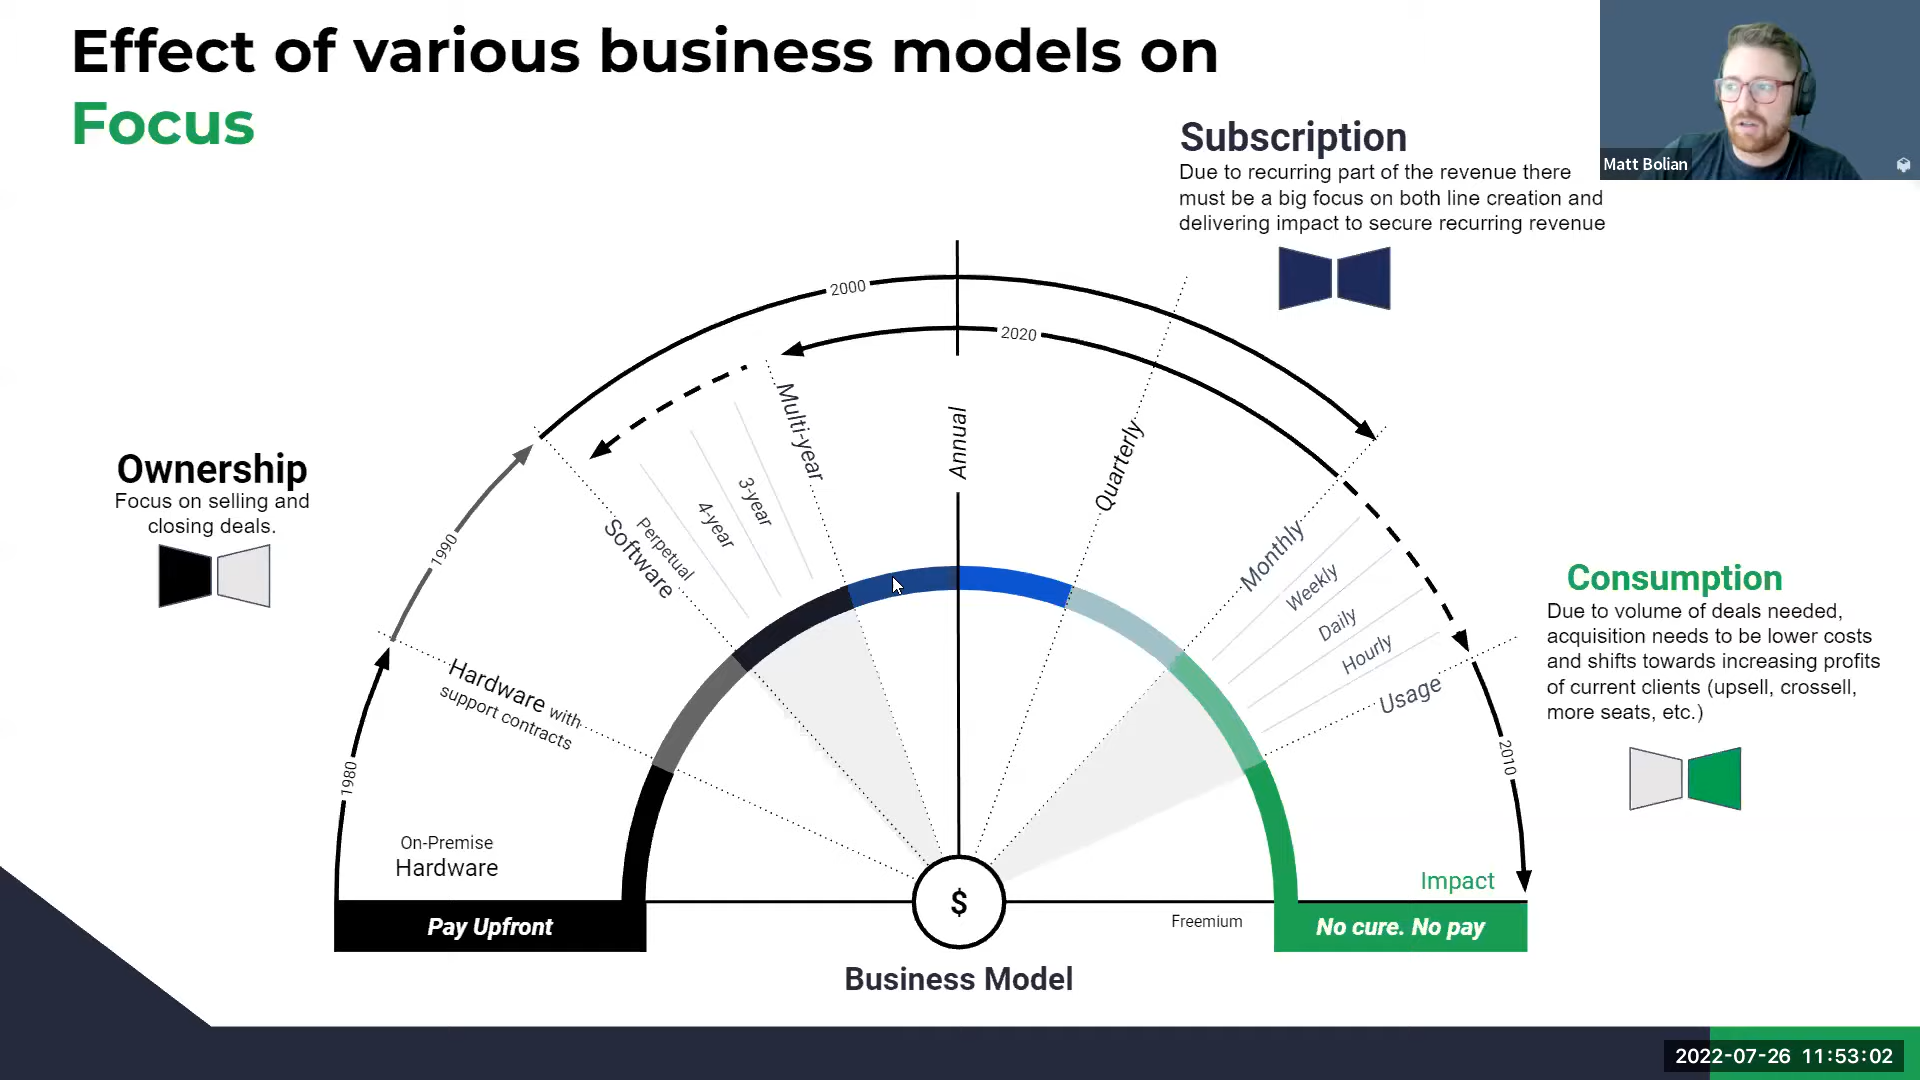 Effect of various business models on
Focus
Matt Bolian
Subscription
Due to recurring part of the revenue there
must be a big focus on both line creation and
delivering impact to secure recurring revenue
2000
2020
Ownership
Focus on selling and
closing deals.
1990
Multi-year
Annual
Quarterly
3-year
4-year
Perpetual
Software
Monthly
Weekly
Daily
Hourly
Usage
Consumption
Due to volume of deals needed,
acquisition needs to be lower costs
and shifts towards increasing profits
of current clients (upsell, crossell,
more seats, etc.)
Hardware with
support contracts
1980
2010
On-Premise
Hardware
Impact
Pay Upfront
$
Freemium
No cure. No pay
Business Model
2022-07-26 11:53:02